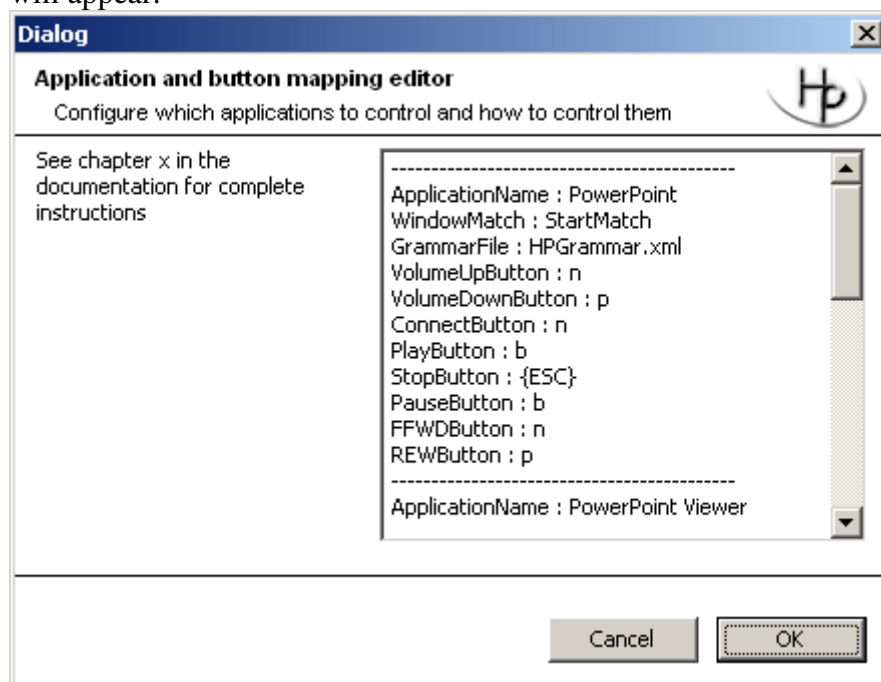 will appear.
Dialog
Application and button mapping editor
Configure which applications to control and how to control them
Hp
See chapter x in the
documentation for complete
instructions
-------------------------------------------
ApplicationName : PowerPoint
WindowMatch : StartMatch
GrammarFile : HPGrammar.xml
VolumeUpButton : n
VolumeDownButton : p
ConnectButton : n
PlayButton : b
StopButton : {ESC}
PauseButton : b
FFWDButton : n
REWButton : p
-------------------------------------------
ApplicationName : PowerPoint Viewer
Cancel
OK